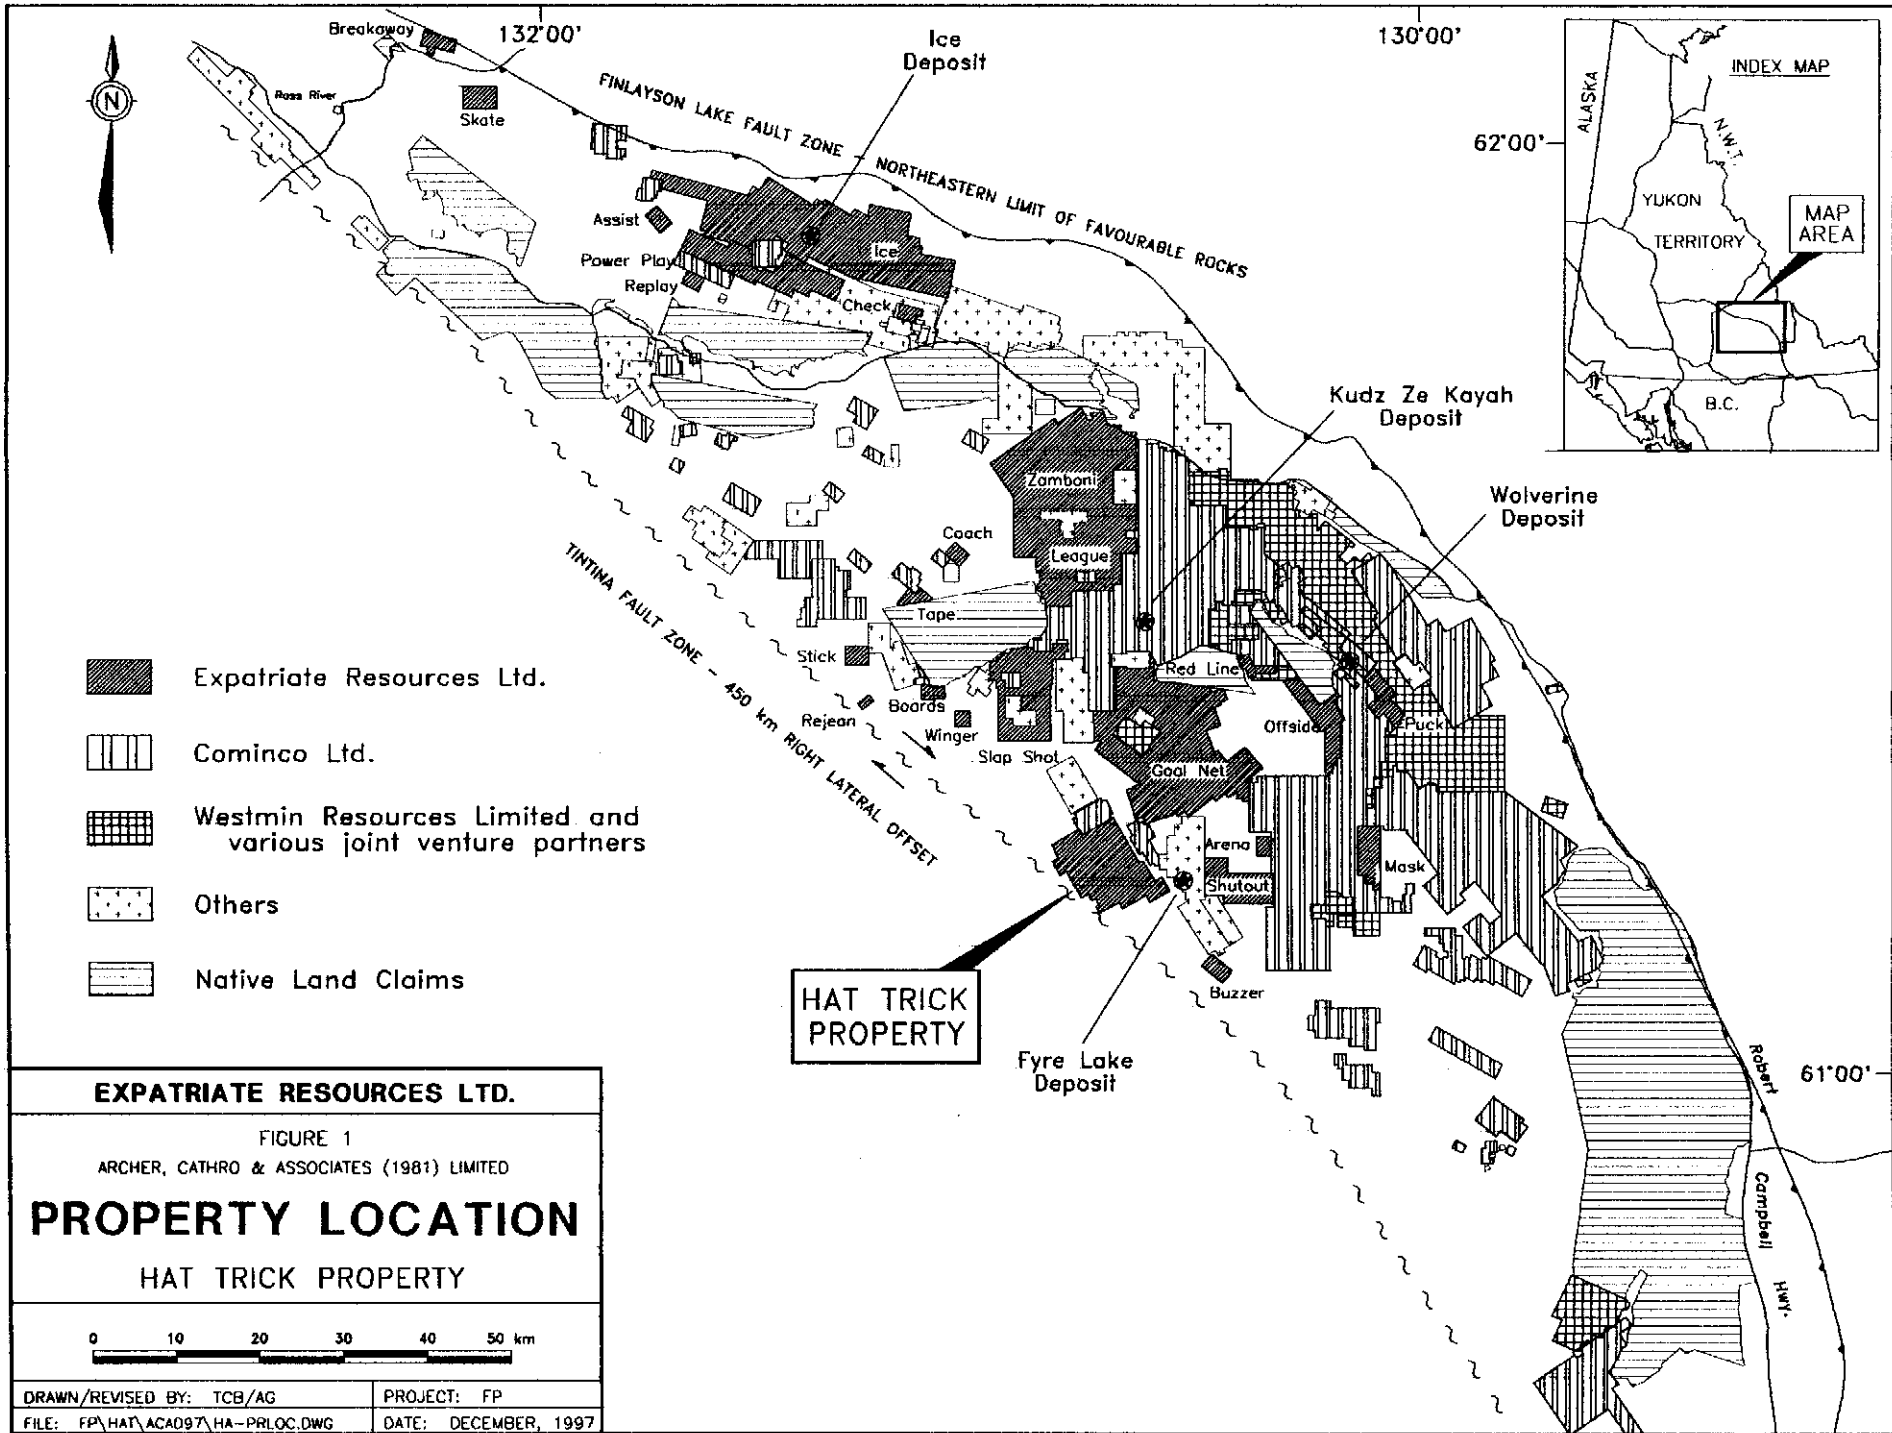 Breakaway
132°00'
Ice
Deposit
130°00'
INDEX MAP
ALASKA
N.W.T.
62°00'
YUKON
TERRITORY
MAP
AREA
B.C.
N
Ross River
Skate
FINLAYSON LAKE FAULT ZONE - NORTHEASTERN LIMIT OF FAVOURABLE ROCKS
Assist
Ice
Power Play
Replay
Check
Kudz Ze Kayah
Deposit
Zamboni
Wolverine
Deposit
Coach
League
TINTINA FAULT ZONE - 450 km RIGHT LATERAL OFFSET
Tape
Stick
Red Line
Rejean
Boards
Winger
Slap Shot
Offside
Puck
Goal Net
Arena
Mask
Shutout
Buzzer
HAT TRICK
PROPERTY
Fyre Lake
Deposit
61°00'
Robert
Campbell
HWY.
Expatriate Resources Ltd.
Cominco Ltd.
Westmin Resources Limited and
various joint venture partners
Others
Native Land Claims
EXPATRIATE RESOURCES LTD.
FIGURE 1
ARCHER, CATHRO & ASSOCIATES (1981) LIMITED
PROPERTY LOCATION
HAT TRICK PROPERTY
0 10 20 30 40 50 km
DRAWN/REVISED BY: TCB/AG
PROJECT: FP
FILE: FP\HAT\ACAD97\HA-PRLOC.DWG
DATE: DECEMBER, 1997